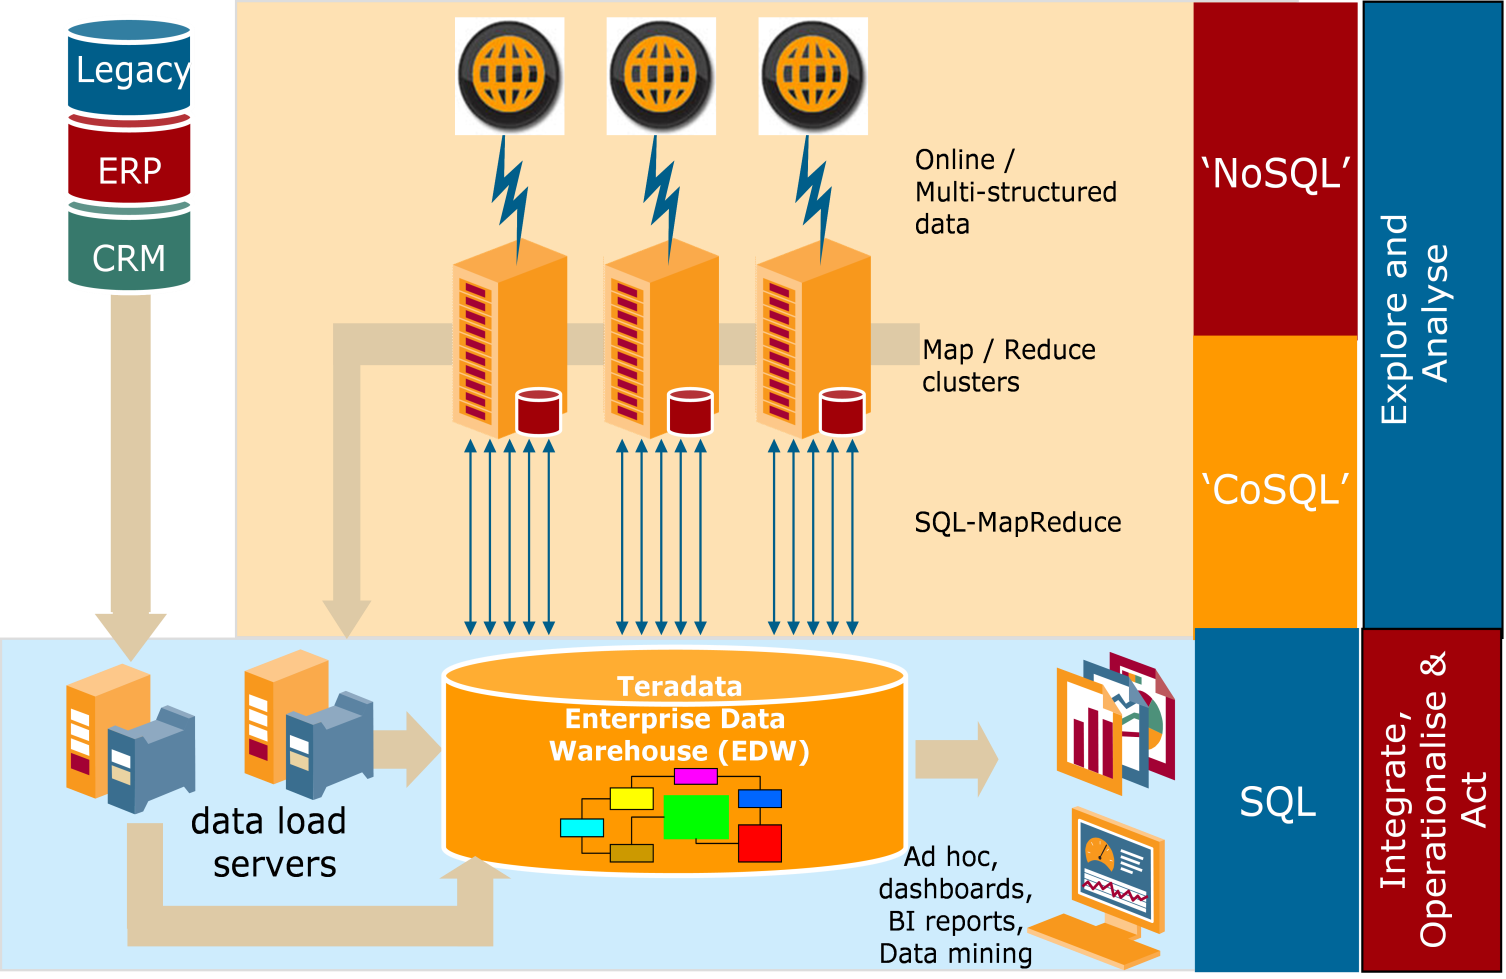 Legacy
ERP
CRM
Online /
Multi-structured
data
Map / Reduce
clusters
SQL-MapReduce
‘NoSQL’
‘CoSQL’
SQL
Explore and
Analyse
Integrate,
Operationalise &
Act
data load
servers
Teradata
Enterprise Data
Warehouse (EDW)
Ad hoc,
dashboards,
BI reports,
Data mining